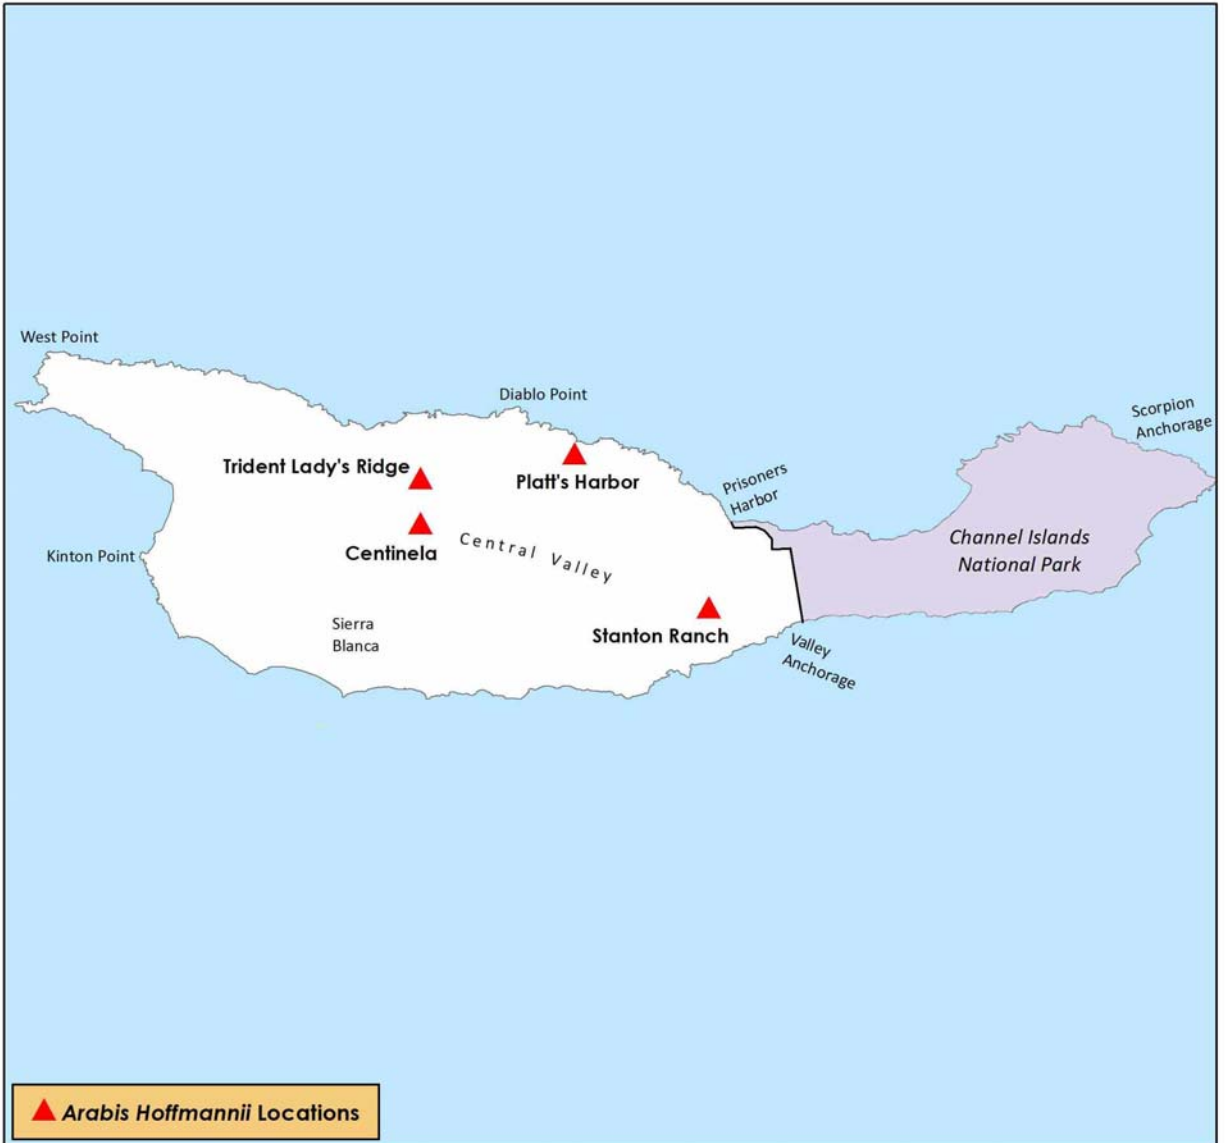 West Point
Diablo Point
Scorpion
Anchorage
Trident Lady's Ridge
Platt's Harbor
Prisoners
Harbor
Centinela
Central Valley
Channel Islands
National Park
Kinton Point
Sierra
Blanca
Stanton Ranch
Valley
Anchorage
Arabis Hoffmannii Locations